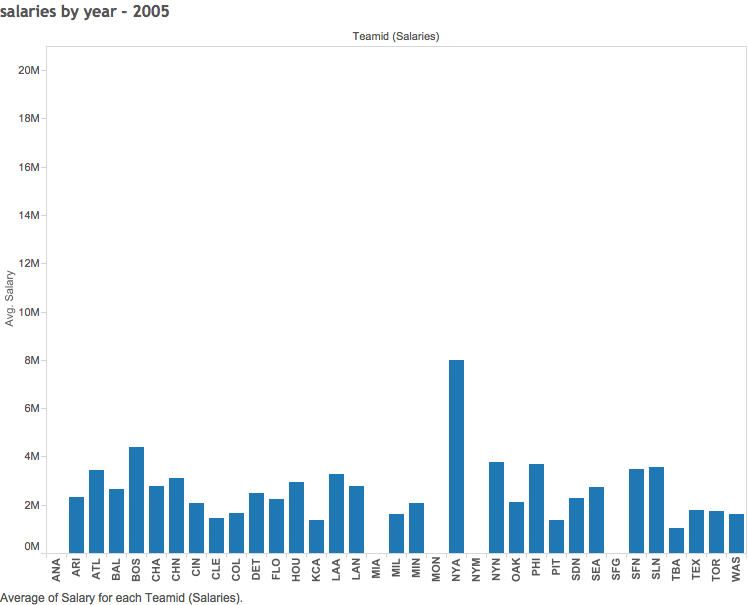 salaries by year - 2005
Teamid (Salaries)
20M
18M
16M
14M
12M
10M
8M
6M
4M
2M
0M
Avg. Salary
ANA
ARI
ATL
BAL
BOS
CHA
CHN
CIN
CLE
COL
DET
FLO
HOU
KCA
LAA
LAN
MIA
MIL
MIN
MON
NYA
NYM
NYN
OAK
PHI
PIT
SDN
SEA
SFG
SFN
SLN
TBA
TEX
TOR
WAS
Average of Salary for each Teamid (Salaries).